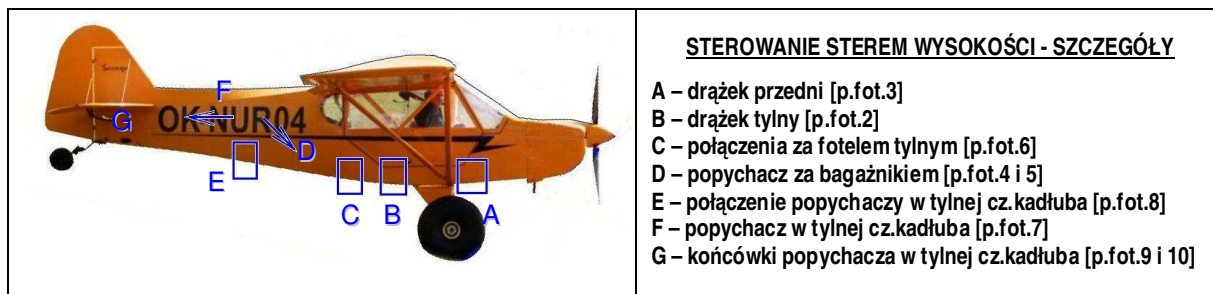 Savage
F
G
OK-NUR04
D
E
C
B
A
STEROWANIE STEREM WYSOKOŚCI - SZCZEGÓŁY
A – drążek przedni [p.fot.3]
B – drążek tylny [p.fot.2]
C – połączenia za fotelem tylnym [p.fot.6]
D – popychacz za bagażnikiem [p.fot.4 i 5]
E – połączenie popychaczy w tylnej cz.kadłuba [p.fot.8]
F – popychacz w tylnej cz.kadłuba [p.fot.7]
G – końcówki popychacza w tylnej cz.kadłuba [p.fot.9 i 10]